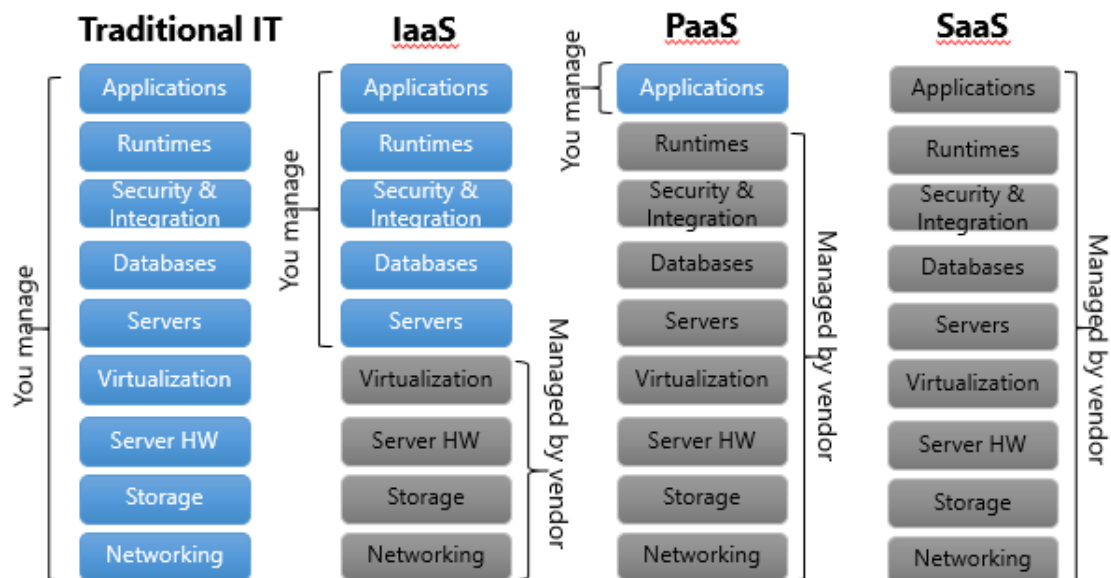 Traditional IT
IaaS
PaaS
SaaS
You manage
Applications
Runtimes
Security &
Integration
Databases
Servers
Virtualization
Server HW
Storage
Networking
You manage
Applications
Runtimes
Security &
Integration
Databases
Servers
Virtualization
Server HW
Storage
Networking
Managed by vendor
You manage
Applications
Runtimes
Security &
Integration
Databases
Servers
Virtualization
Server HW
Storage
Networking
Managed by vendor
Applications
Runtimes
Security &
Integration
Databases
Servers
Virtualization
Server HW
Storage
Networking
Managed by vendor